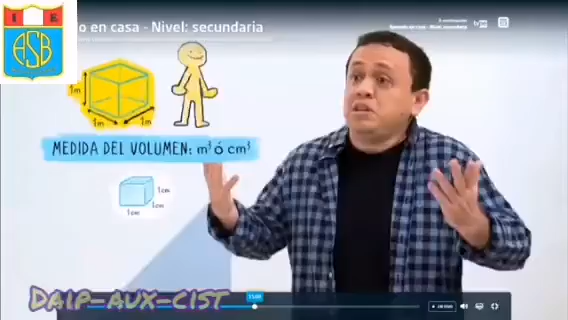 I E
ASB
o en casa - Nivel: secundaria
1m
1m
1m
MEDIDA DEL VOLUMEN: m³ ó cm³
1cm
1cm
1cm
DAIP-AUX-CIST